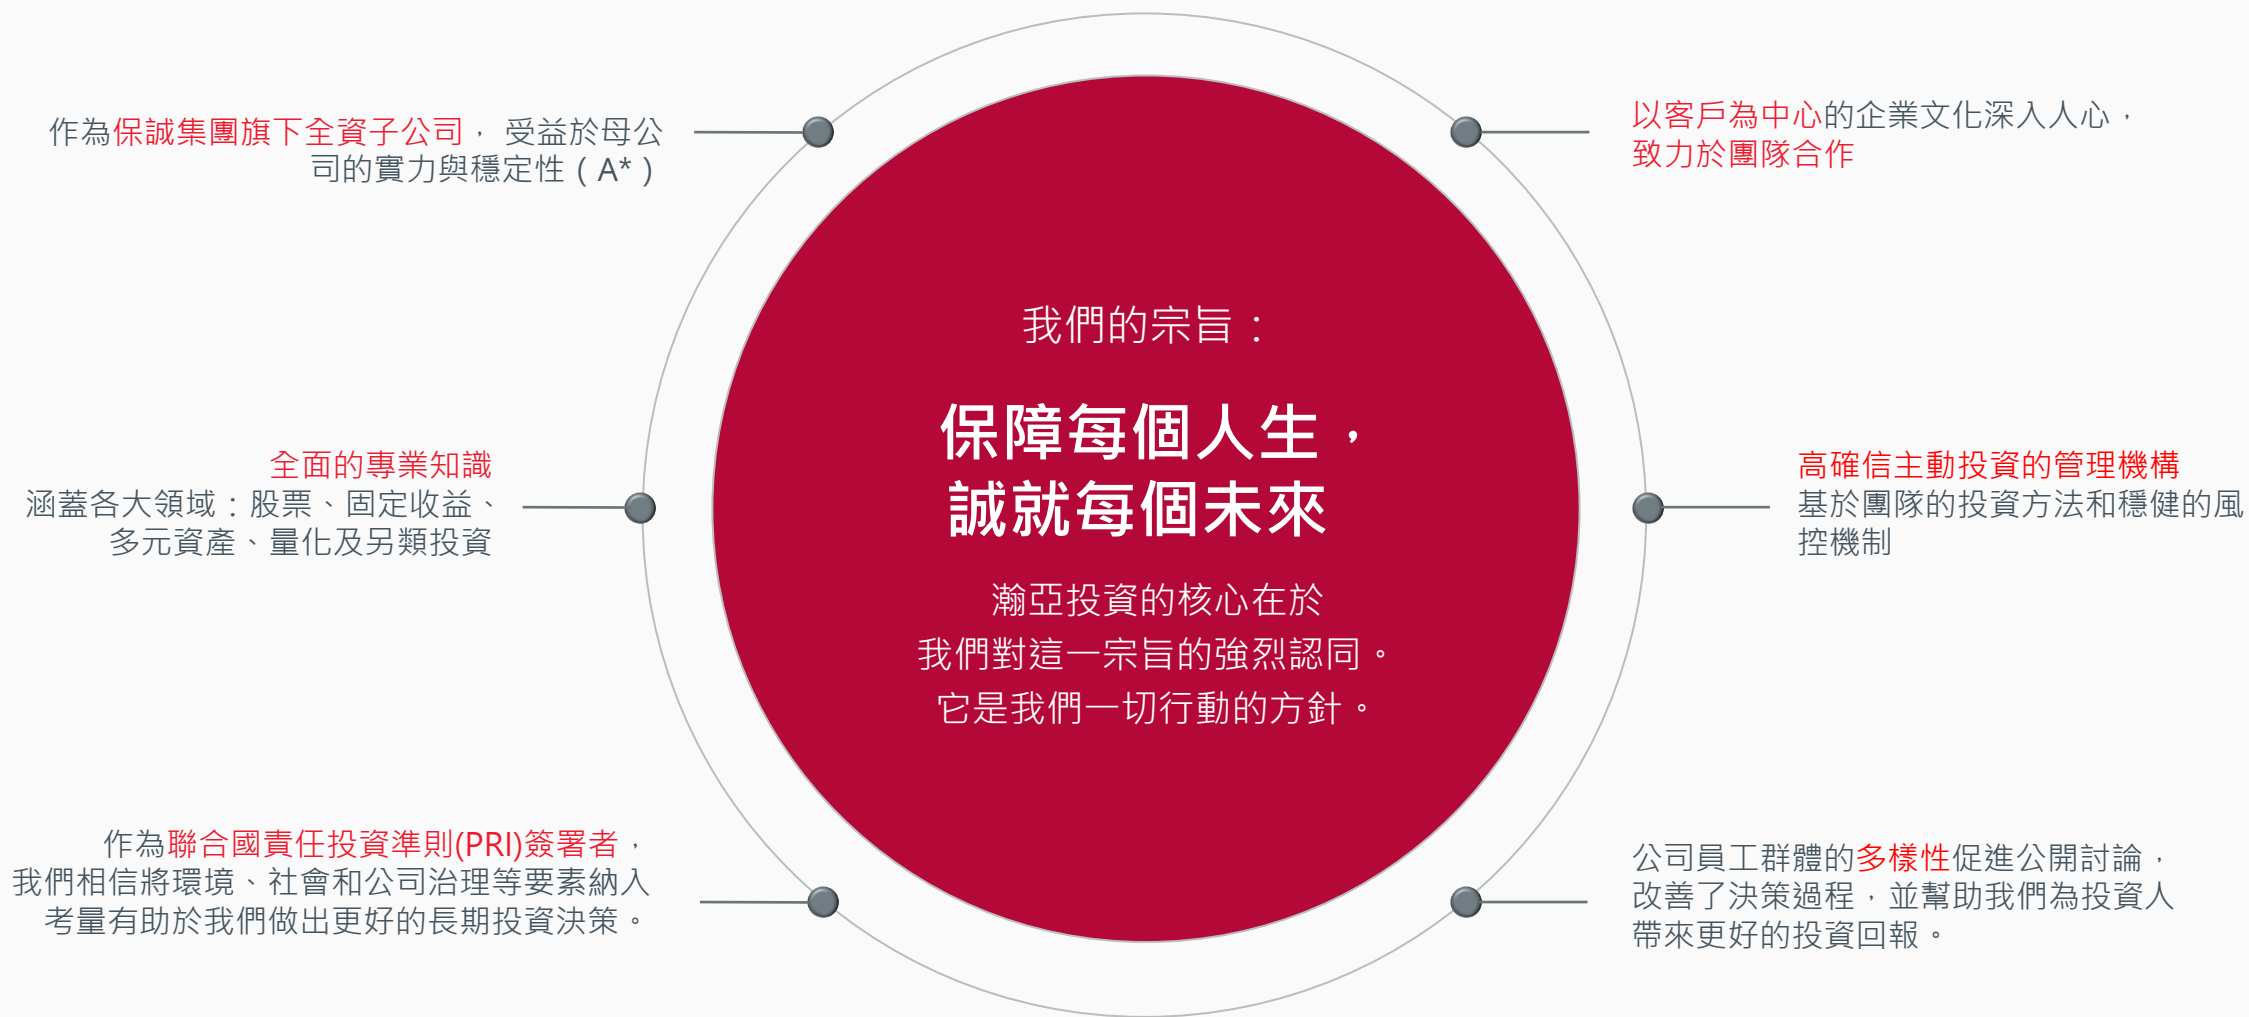 作為保誠集團旗下全資子公司， 受益於母公
司的實力與穩定性（A*）
全面的專業知識
涵蓋各大領域：股票、固定收益、
多元資產、量化及另類投資
作為聯合國責任投資準則(PRI)簽署者，
我們相信將環境、社會和公司治理等要素納入
考量有助於我們做出更好的長期投資決策。
我們的宗旨：
保障每個人生，
誠就每個未來
瀚亞投資的核心在於
我們對這一宗旨的強烈認同。
它是我們一切行動的方針。
以客戶為中心的企業文化深入人心，
致力於團隊合作
高確信主動投資的管理機構
基於團隊的投資方法和穩健的風
控機制
公司員工群體的多樣性促進公開討論，
改善了決策過程，並幫助我們為投資人
帶來更好的投資回報。